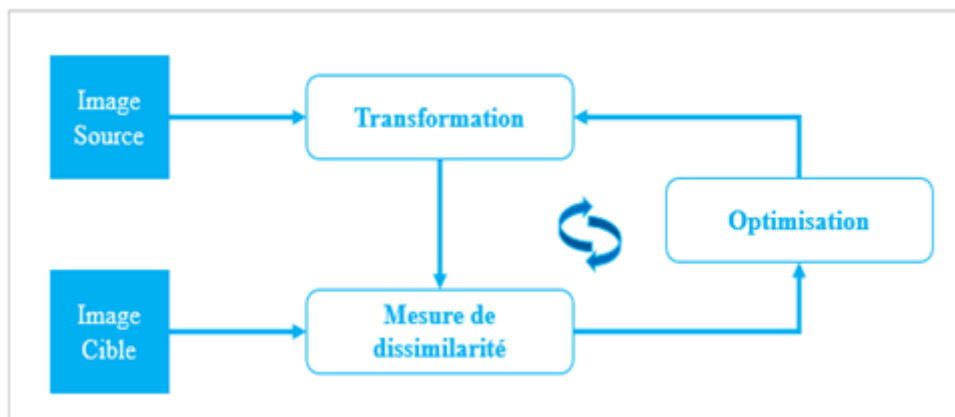 Image
Source
Transformation
Optimisation
Image
Cible
Mesure de
dissimilarité